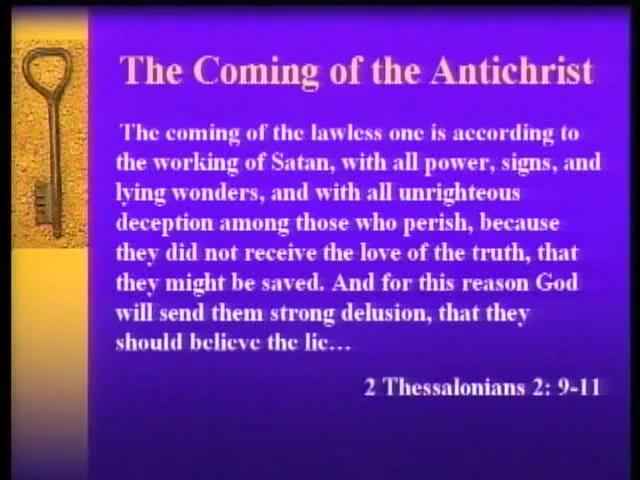 The Coming of the Antichrist
The coming of the lawless one is according to
the working of Satan, with all power, signs, and
lying wonders, and with all unrighteous
deception among those who perish, because
they did not receive the love of the truth, that
they might be saved. And for this reason God
will send them strong delusion, that they
should believe the lie…
2 Thessalonians 2: 9-11